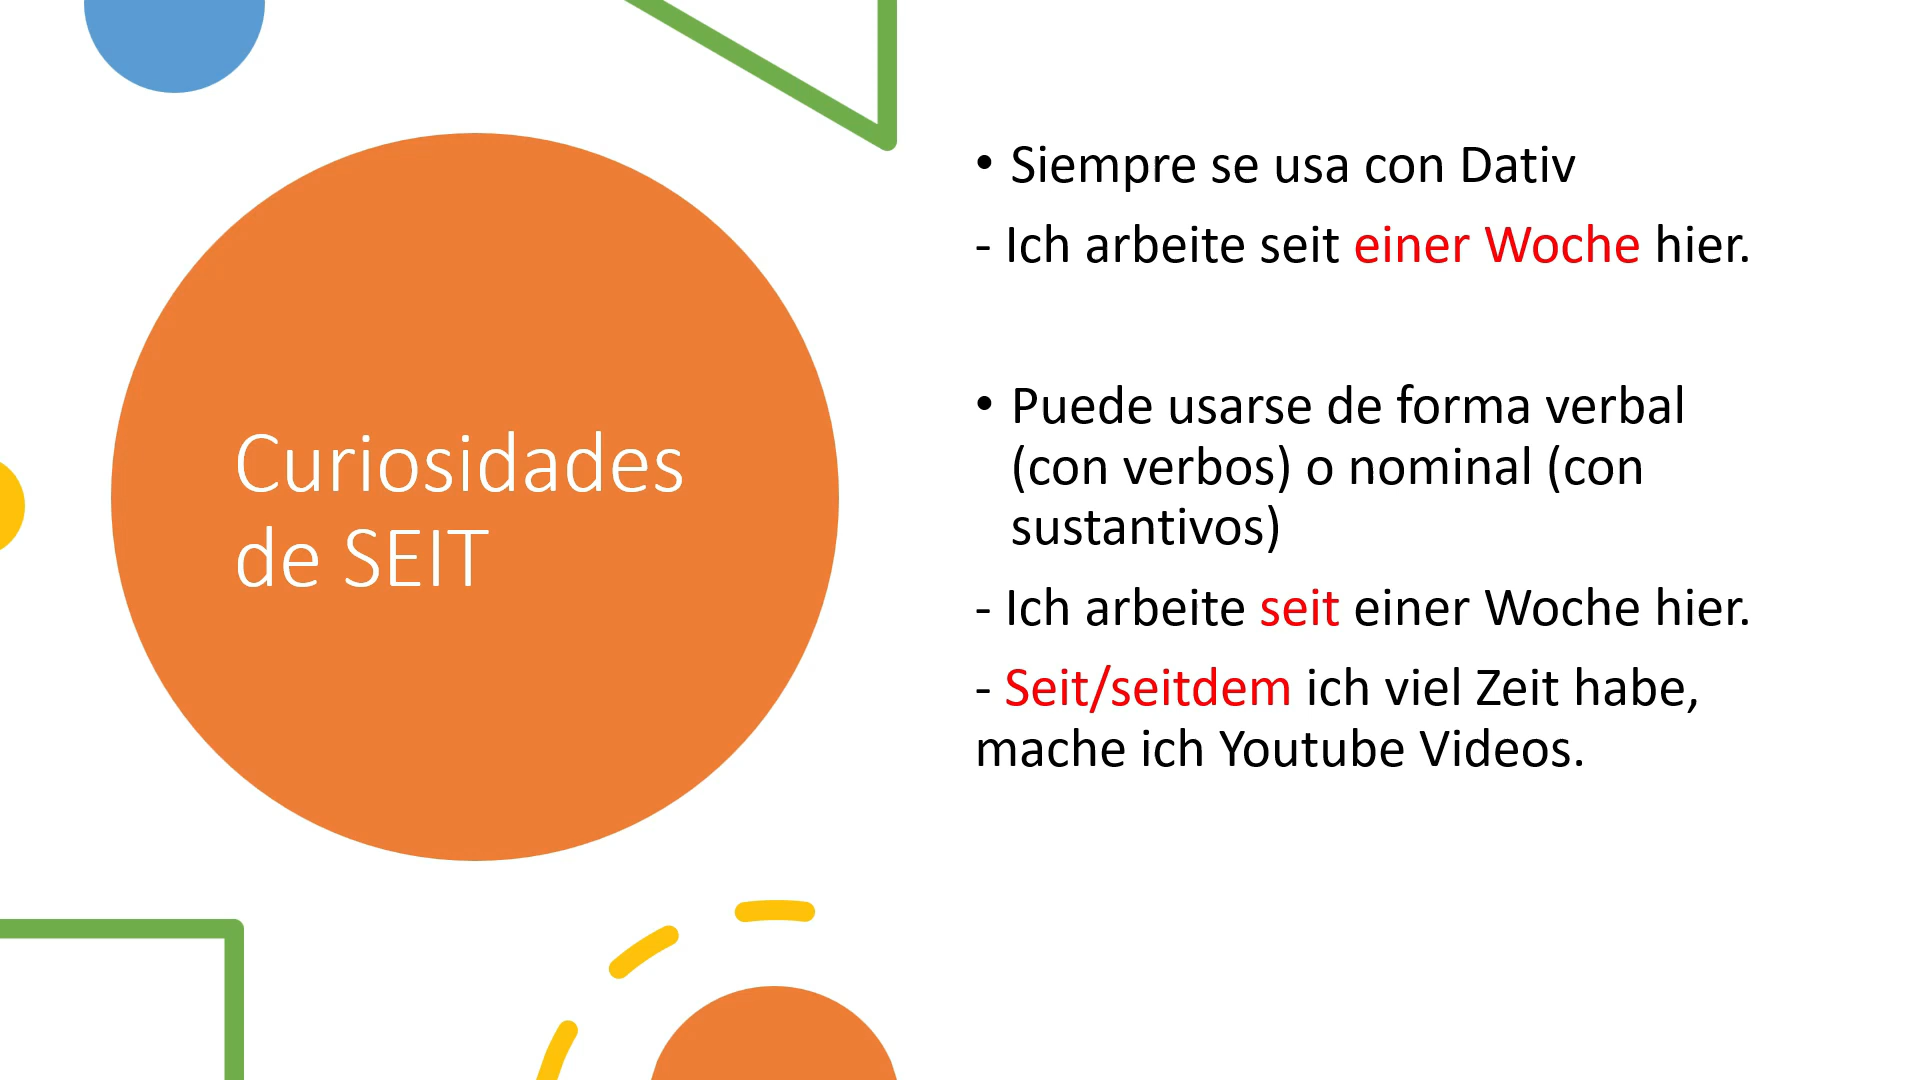 Curiosidades
de SEIT
• Siempre se usa con Dativ
- Ich arbeite seit einer Woche hier.
• Puede usarse de forma verbal
(con verbos) o nominal (con
sustantivos)
- Ich arbeite seit einer Woche hier.
- Seit/seitdem ich viel Zeit habe,
mache ich Youtube Videos.